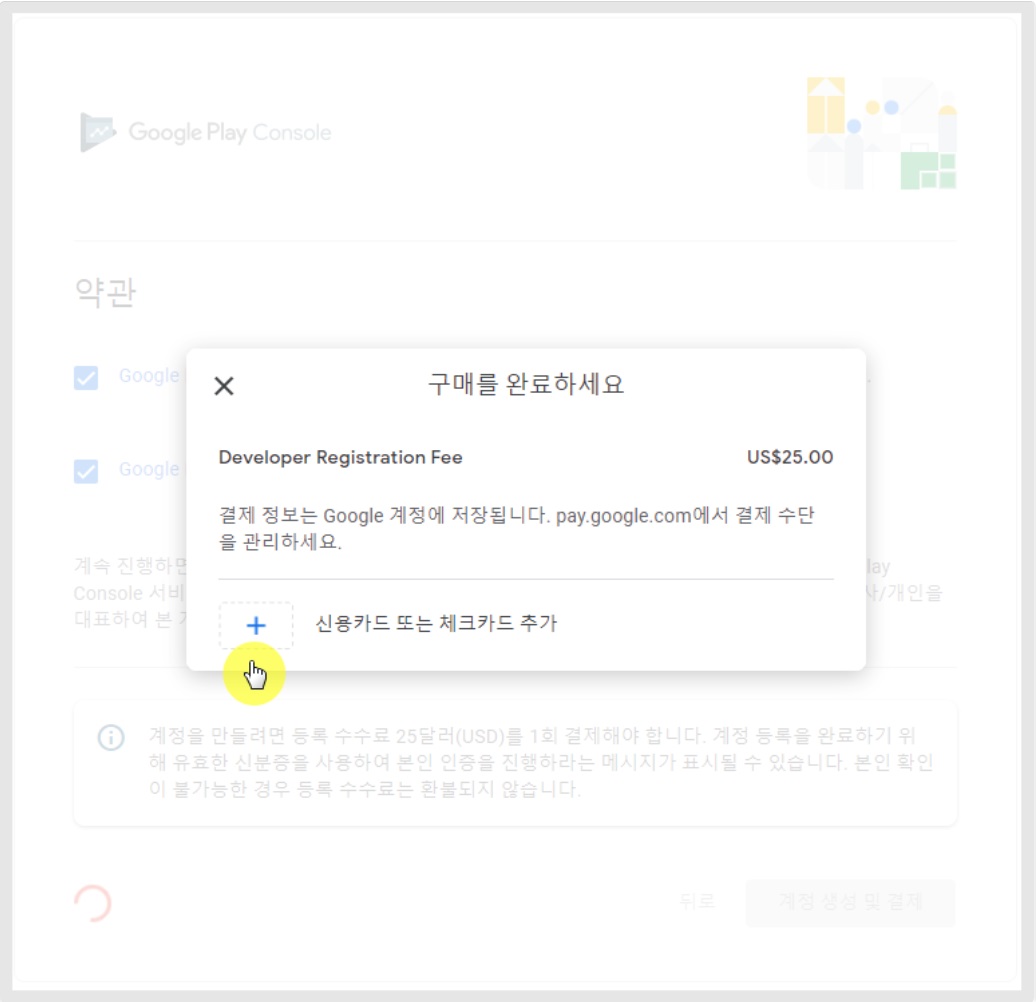 Google Play Console
약관
Google
구매를 완료하세요
Developer Registration Fee US$25.00
Google
결제 정보는 Google 계정에 저장됩니다. pay.google.com에서 결제 수단
을 관리하세요.
계속 진행하면
Console 서비
/개인을
대표하여 본
신용카드 또는 체크카드 추가
계정을 만들려면 등록 수수료 25달러(USD)를 1회 결제해야 합니다. 계정 등록을 완료하기 위
해 유효한 신분증을 사용하여 본인 인증을 진행하라는 메시지가 표시될 수 있습니다. 본인 확인
이 불가능한 경우 등록 수수료는 환불되지 않습니다.
뒤로 계정 생성 및 결제